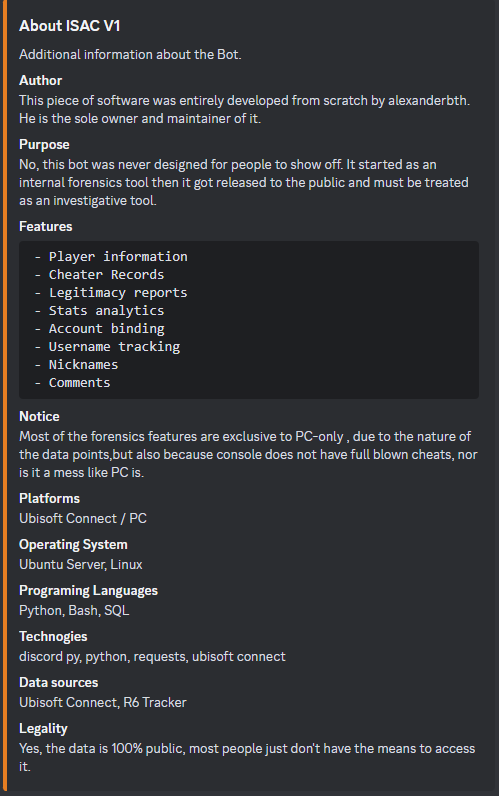 About ISAC V1
Additional information about the Bot.
Author
This piece of software was entirely developed from scratch by alexanderbth.
He is the sole owner and maintainer of it.
Purpose
No, this bot was never designed for people to show off. It started as an
internal forensics tool then it got released to the public and must be treated
as an investigative tool.
Features
- Player information
- Cheater Records
- Legitimacy reports
- Stats analytics
- Account binding
- Username tracking
- Nicknames
- Comments
Notice
Most of the forensics features are exclusive to PC-only , due to the nature of
the data points,but also because console does not have full blown cheats, nor
is it a mess like PC is.
Platforms
Ubisoft Connect / PC
Operating System
Ubuntu Server, Linux
Programing Languages
Python, Bash, SQL
Technogies
discord py, python, requests, ubisoft connect
Data sources
Ubisoft Connect, R6 Tracker
Legality
Yes, the data is 100% public, most people just don't have the means to access
it.